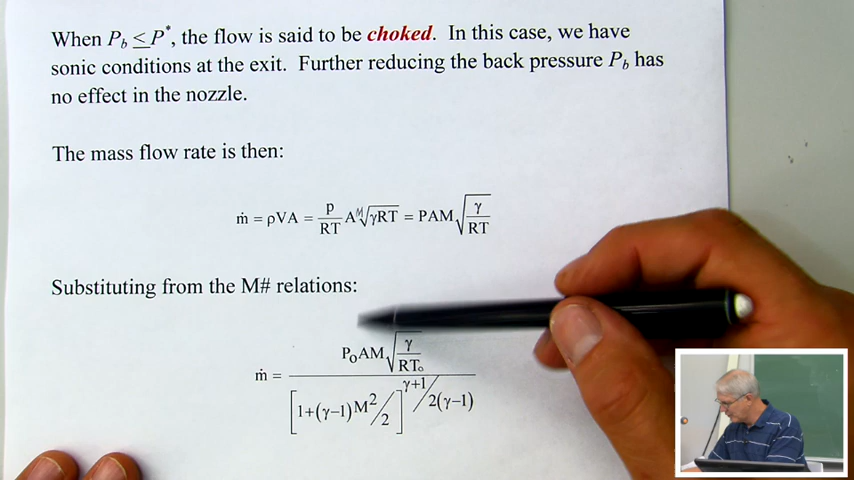 When P_b ≤ P*, the flow is said to be choked. In this case, we have
sonic conditions at the exit. Further reducing the back pressure P_b has
no effect in the nozzle.
The mass flow rate is then:
ṁ = ρVA = p/RT A M√γRT = PAM √γ/RT
Substituting from the M# relations:
ṁ = P₀AM √γ/RT₀ / [1+(γ−1)M²/2]^γ+1/2(γ−1)